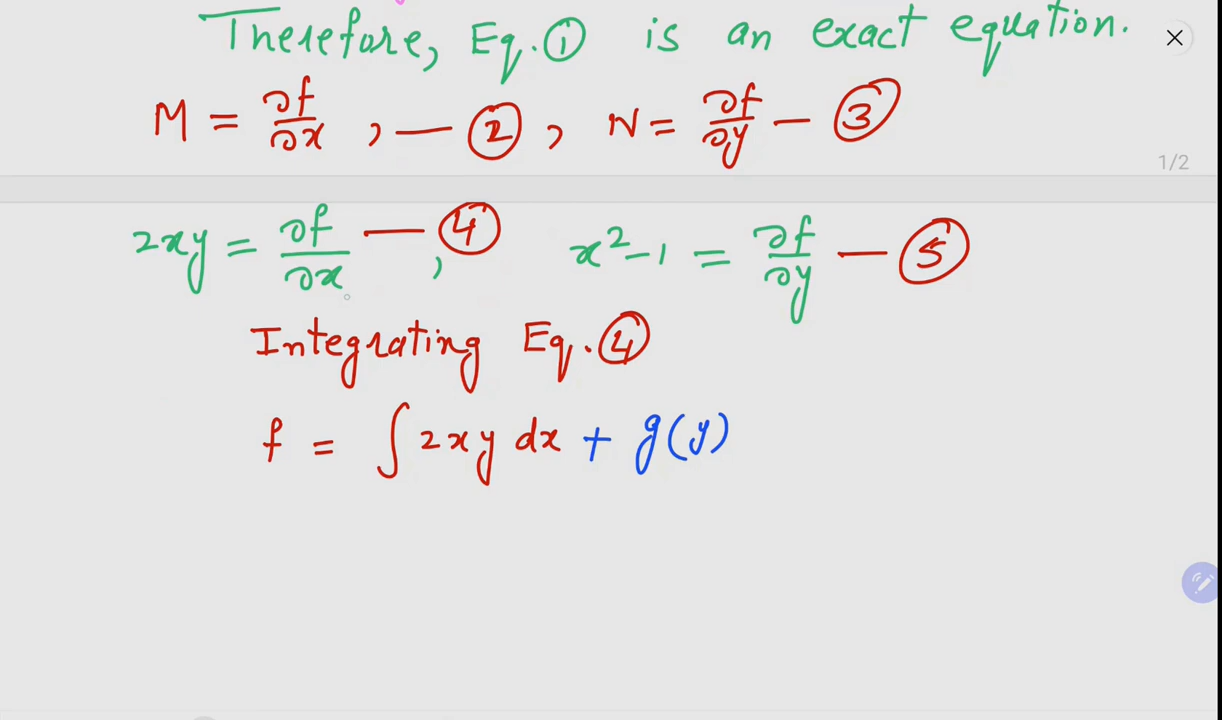 Therefore, Eq.① is an exact equation.
M = ∂f/∂x , — ② , N = ∂f/∂y — ③
1/2
2xy = ∂f/∂x — ④ , x² - 1 = ∂f/∂y — ⑤
Integrating Eq.④
f = ∫ 2xy dx + g(y)